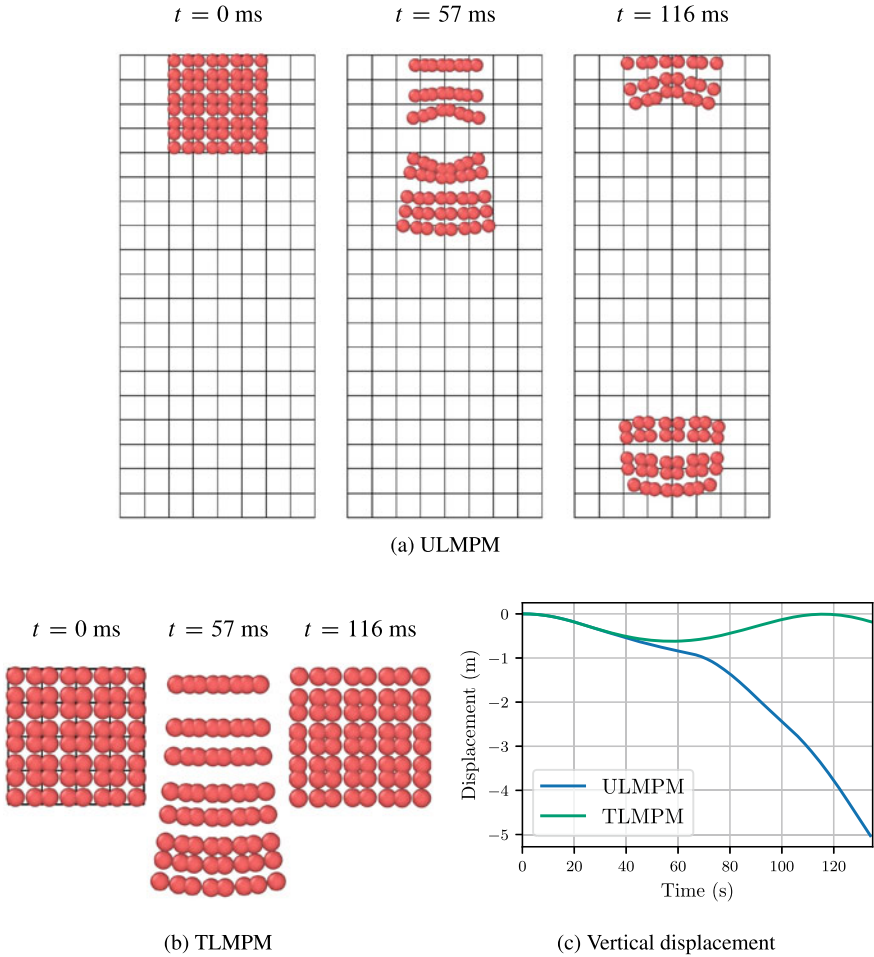 t = 0 ms
t = 57 ms
t = 116 ms
(a) ULMPM
t = 0 ms
t = 57 ms
t = 116 ms
(b) TLMPM
0
−1
−2
−3
−4
−5
Displacement (m)
ULMPM
TLMPM
0 20 40 60 80 100 120
Time (s)
(c) Vertical displacement